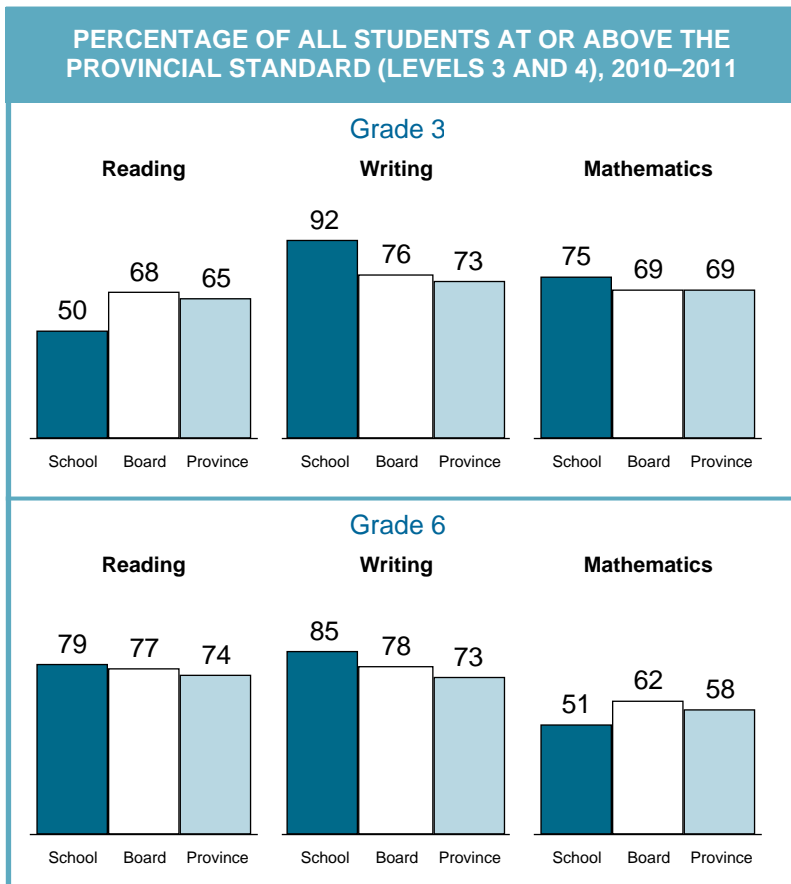 PERCENTAGE OF ALL STUDENTS AT OR ABOVE THE
PROVINCIAL STANDARD (LEVELS 3 AND 4), 2010–2011
Grade 3
Reading Writing Mathematics
50 68 65 92 76 73 75 69 69
School Board Province School Board Province School Board Province
Grade 6
Reading Writing Mathematics
79 77 74 85 78 73 51 62 58
School Board Province School Board Province School Board Province